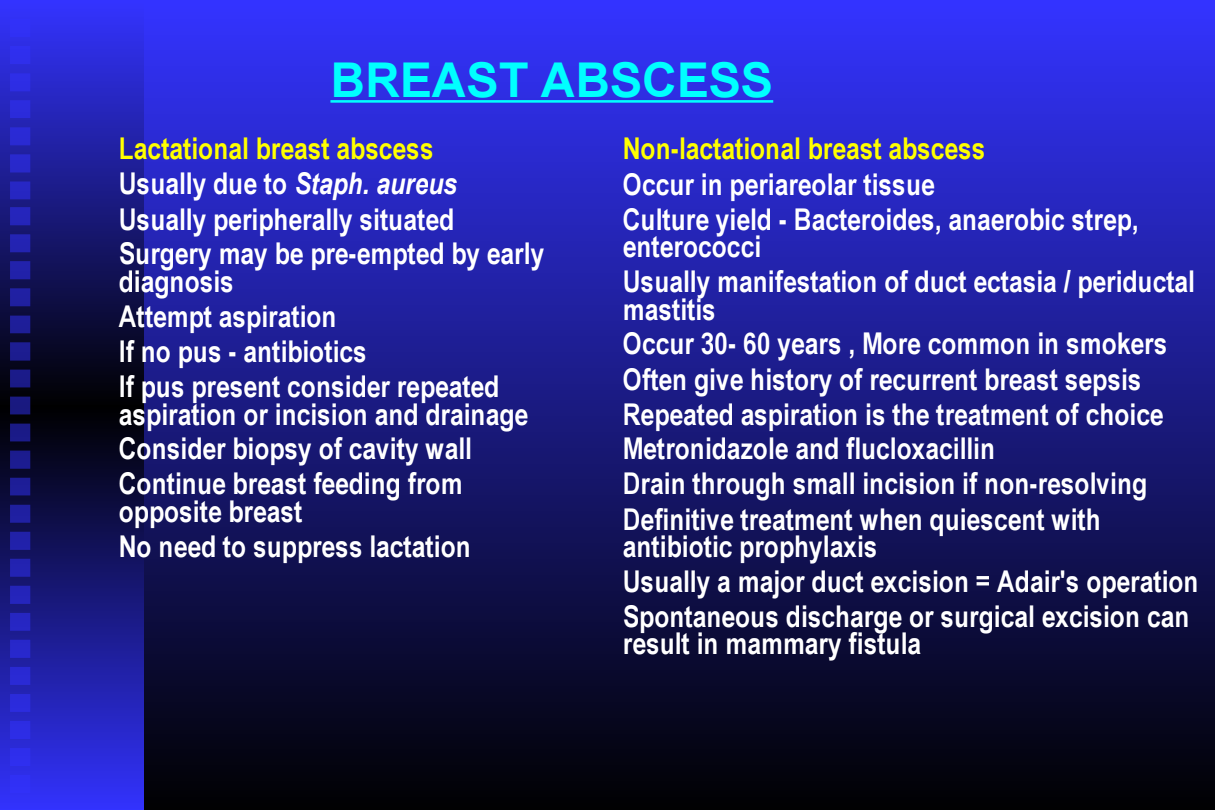 BREAST ABSCESS
Lactational breast abscess
Usually due to Staph. aureus
Usually peripherally situated
Surgery may be pre-empted by early
diagnosis
Attempt aspiration
If no pus - antibiotics
If pus present consider repeated
aspiration or incision and drainage
Consider biopsy of cavity wall
Continue breast feeding from
opposite breast
No need to suppress lactation
Non-lactational breast abscess
Occur in periareolar tissue
Culture yield - Bacteroides, anaerobic strep,
enterococci
Usually manifestation of duct ectasia / periductal
mastitis
Occur 30- 60 years , More common in smokers
Often give history of recurrent breast sepsis
Repeated aspiration is the treatment of choice
Metronidazole and flucloxacillin
Drain through small incision if non-resolving
Definitive treatment when quiescent with
antibiotic prophylaxis
Usually a major duct excision = Adair's operation
Spontaneous discharge or surgical excision can
result in mammary fistula